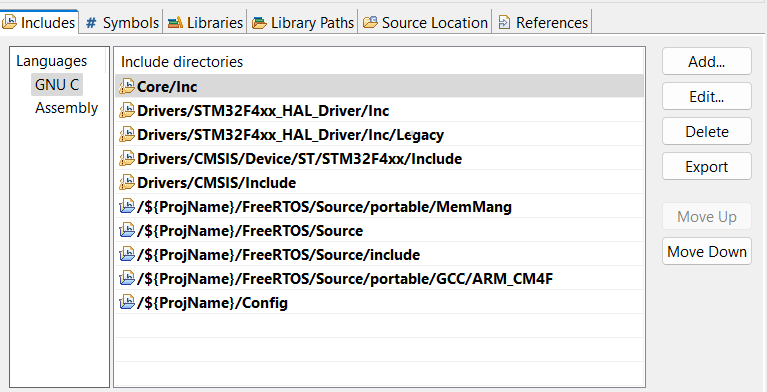 Includes # Symbols Libraries Library Paths Source Location References
Languages
GNU C
Assembly
Include directories
Core/Inc
Drivers/STM32F4xx_HAL_Driver/Inc
Drivers/STM32F4xx_HAL_Driver/Inc/Legacy
Drivers/CMSIS/Device/ST/STM32F4xx/Include
Drivers/CMSIS/Include
/${ProjName}/FreeRTOS/Source/portable/MemMang
/${ProjName}/FreeRTOS/Source
/${ProjName}/FreeRTOS/Source/include
/${ProjName}/FreeRTOS/Source/portable/GCC/ARM_CM4F
/${ProjName}/Config
Add...
Edit...
Delete
Export
Move Up
Move Down